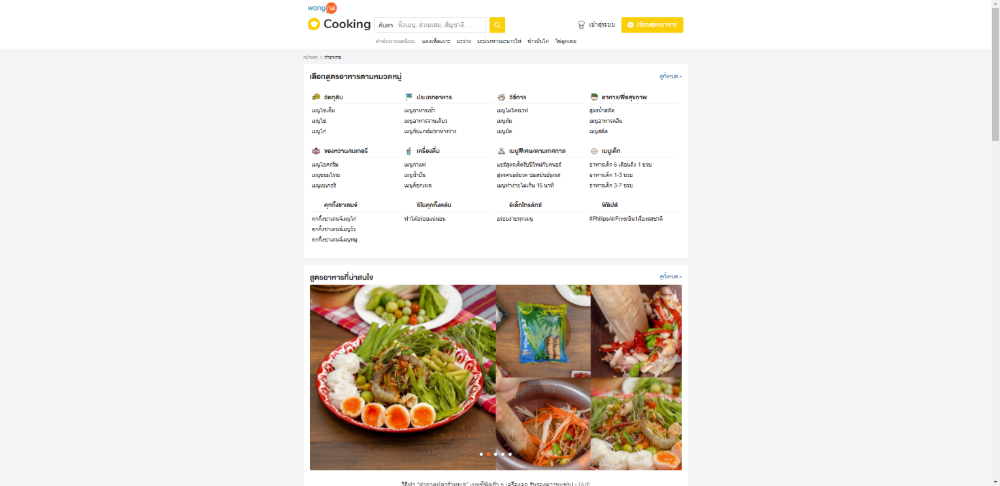 wongnai
Cooking
ค้นหา ชื่อเมนู, ส่วนผสม, สัญชาติ, ...
เข้าสู่ระบบ
เขียนสูตรอาหาร
คำค้นหายอดนิยม: แกงเห็ดเผาะ บะจ่าง มะม่วงหาวมะนาวโห่ ข้าวมันไก่ ไข่ลูกเขย
หน้าแรก > ทำอาหาร
เลือกสูตรอาหารตามหมวดหมู่
ดูทั้งหมด »
วัตถุดิบ
เมนูไข่เค็ม
เมนูไข่
เมนูไก่
ประเภทอาหาร
เมนูอาหารเช้า
เมนูอาหารจานเดียว
เมนูกับแกล้ม/อาหารว่าง
วิธีการ
เมนูไมโครเวฟ
เมนูต้ม
เมนูผัด
อาหารเพื่อสุขภาพ
สูตรน้ำสลัด
เมนูอาหารคลีน
เมนูสลัด
ของหวาน/เบเกอรี
เมนูไอศกรีม
เมนูขนมไทย
เมนูเบเกอรี
เครื่องดื่ม
เมนูกาแฟ
เมนูน้ำปั่น
เมนูค็อกเทล
เมนูพิเศษ/ตามเทศกาล
แชร์สูตรเด็ดรับปีใหม่กับคนอร์
สูตรคนอร์ขวด ซอสข้นปรุงรส
เมนูทำง่ายไม่เกิน 15 นาที
เมนูเด็ก
อาหารเด็ก 6 เดือนถึง 1 ขวบ
อาหารเด็ก 1-3 ขวบ
อาหารเด็ก 3-7 ขวบ
คุกกิ้งชาเลนจ์
คุกกิ้งชาเลนจ์เมนูไก่
คุกกิ้งชาเลนจ์เมนูวัว
คุกกิ้งชาเลนจ์เมนูหมู
ชิโนคุกกิ้งคลับ
ทำได้อร่อยแน่นอน
อิเล็กโทรลักซ์
อร่อยง่ายทุกเมนู
ฟิลิปส์
#PhilipsAirFryerยืน1เรื่องรสชาติ
สูตรอาหารที่น่าสนใจ
ดูทั้งหมด »
[Ad]